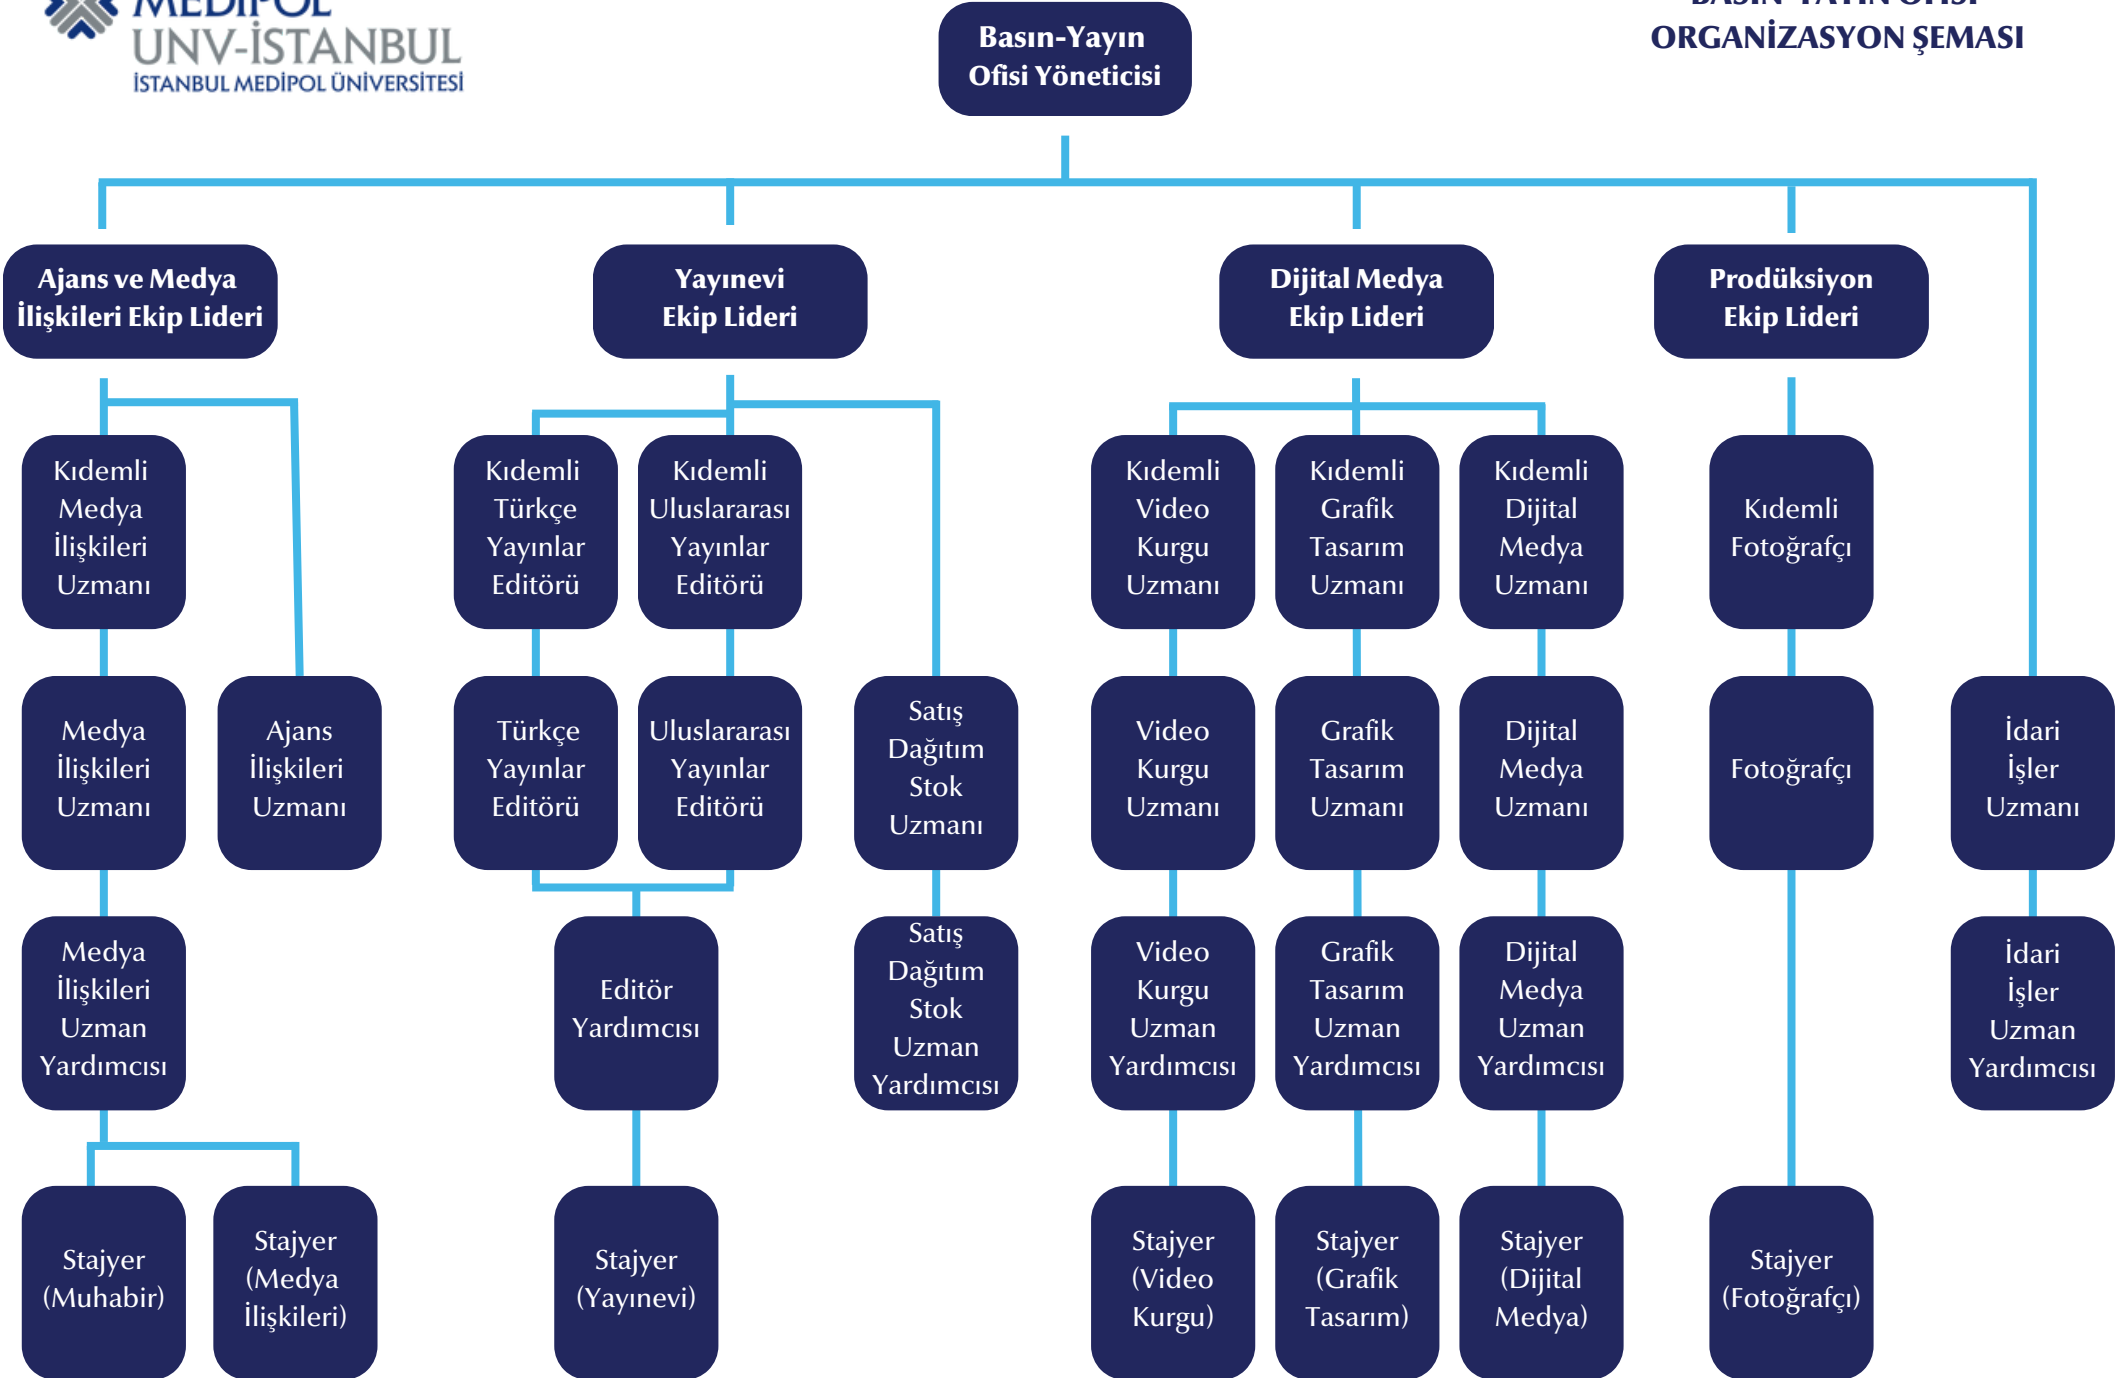 MEDİPOL
UNV-İSTANBUL
İSTANBUL MEDİPOL ÜNİVERSİTESİ
BASIN-YAYIN OFİSİ
ORGANİZASYON ŞEMASI
Basın-Yayın
Ofisi Yöneticisi
Ajans ve Medya
İlişkileri Ekip Lideri
Yayınevi
Ekip Lideri
Dijital Medya
Ekip Lideri
Prodüksiyon
Ekip Lideri
Kıdemli
Medya
İlişkileri
Uzmanı
Kıdemli
Türkçe
Yayınlar
Editörü
Kıdemli
Uluslararası
Yayınlar
Editörü
Kıdemli
Video
Kurgu
Uzmanı
Kıdemli
Grafik
Tasarım
Uzmanı
Kıdemli
Dijital
Medya
Uzmanı
Kıdemli
Fotoğrafçı
Medya
İlişkileri
Uzmanı
Ajans
İlişkileri
Uzmanı
Türkçe
Yayınlar
Editörü
Uluslararası
Yayınlar
Editörü
Satış
Dağıtım
Stok
Uzmanı
Video
Kurgu
Uzmanı
Grafik
Tasarım
Uzmanı
Dijital
Medya
Uzmanı
Fotoğrafçı
İdari
İşler
Uzmanı
Medya
İlişkileri
Uzman
Yardımcısı
Editör
Yardımcısı
Satış
Dağıtım
Stok
Uzman
Yardımcısı
Video
Kurgu
Uzman
Yardımcısı
Grafik
Tasarım
Uzman
Yardımcısı
Dijital
Medya
Uzman
Yardımcısı
İdari
İşler
Uzman
Yardımcısı
Stajyer
(Muhabir)
Stajyer
(Medya
İlişkileri)
Stajyer
(Yayınevi)
Stajyer
(Video
Kurgu)
Stajyer
(Grafik
Tasarım)
Stajyer
(Dijital
Medya)
Stajyer
(Fotoğrafçı)